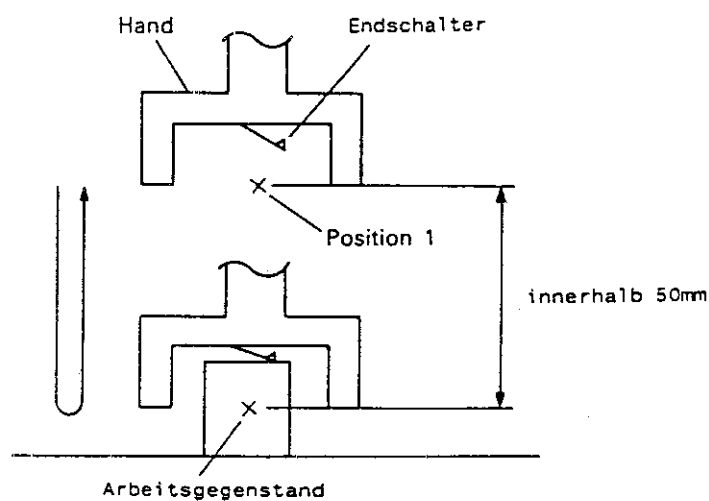 Hand
Endschalter
Position 1
innerhalb 50mm
Arbeitsgegenstand